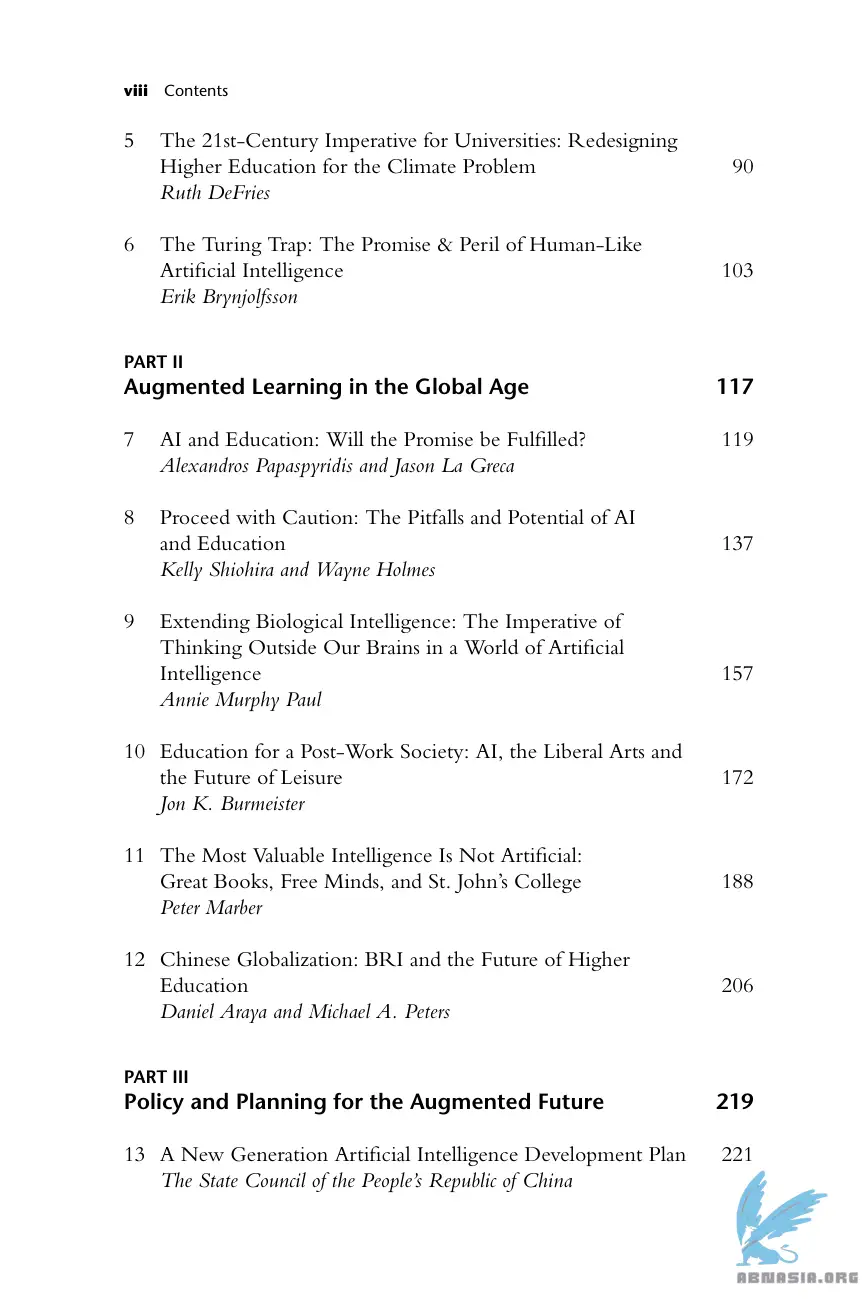 viii Contents
5 The 21st-Century Imperative for Universities: Redesigning
Higher Education for the Climate Problem 90
Ruth DeFries
6 The Turing Trap: The Promise & Peril of Human-Like
Artificial Intelligence 103
Erik Brynjolfsson
PART II
Augmented Learning in the Global Age 117
7 AI and Education: Will the Promise be Fulfilled? 119
Alexandros Papaspyridis and Jason La Greca
8 Proceed with Caution: The Pitfalls and Potential of AI
and Education 137
Kelly Shiohira and Wayne Holmes
9 Extending Biological Intelligence: The Imperative of
Thinking Outside Our Brains in a World of Artificial
Intelligence 157
Annie Murphy Paul
10 Education for a Post-Work Society: AI, the Liberal Arts and
the Future of Leisure 172
Jon K. Burmeister
11 The Most Valuable Intelligence Is Not Artificial:
Great Books, Free Minds, and St. John’s College 188
Peter Marber
12 Chinese Globalization: BRI and the Future of Higher
Education 206
Daniel Araya and Michael A. Peters
PART III
Policy and Planning for the Augmented Future 219
13 A New Generation Artificial Intelligence Development Plan 221
The State Council of the People’s Republic of China
ABNASIA.ORG